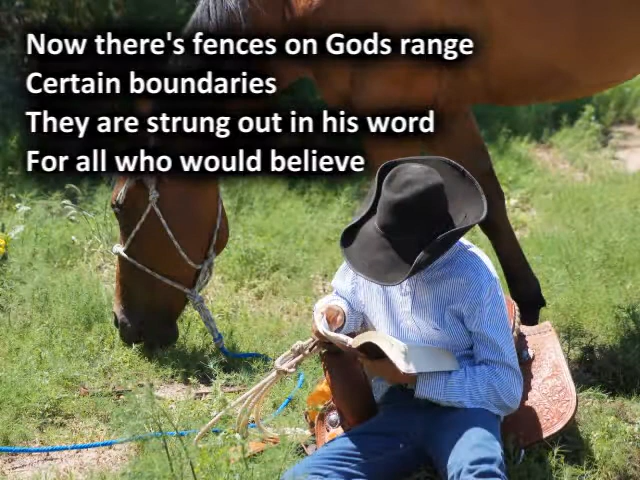 Now there's fences on Gods range
Certain boundaries
They are strung out in his word
For all who would believe